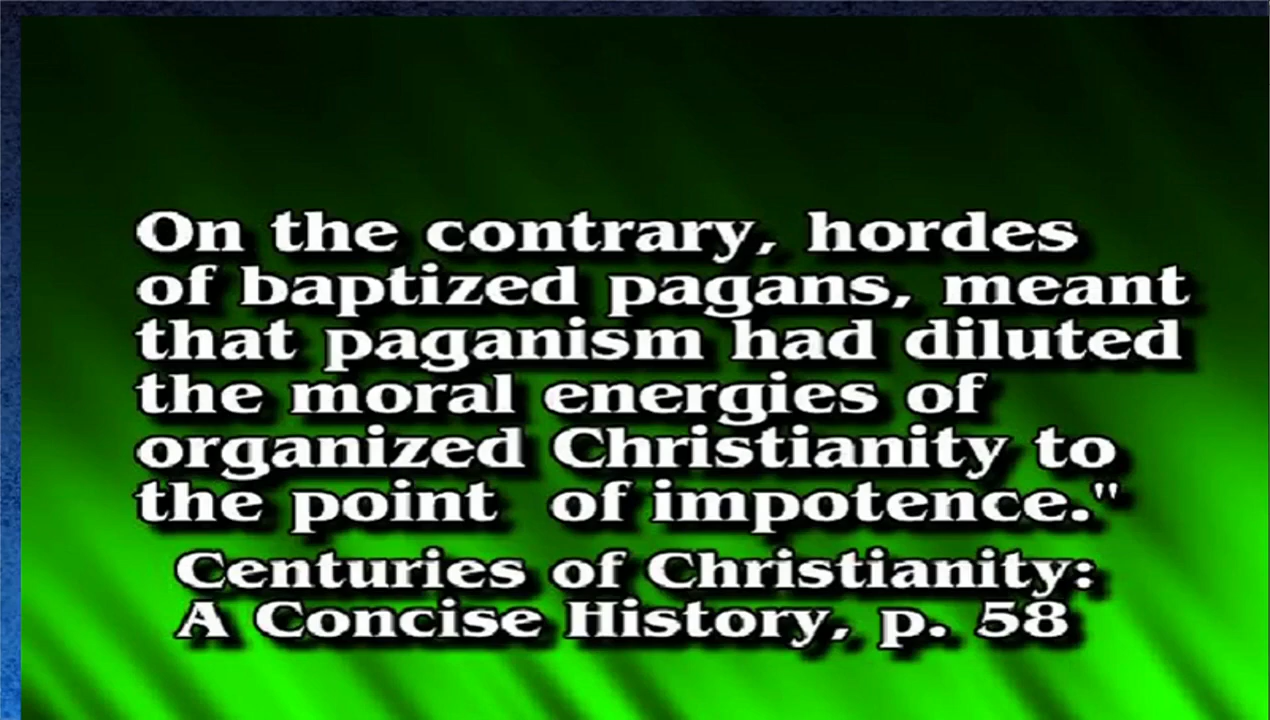 On the contrary, hordes
of baptized pagans, meant
that paganism had diluted
the moral energies of
organized Christianity to
the point of impotence."
Centuries of Christianity:
A Concise History, p. 58